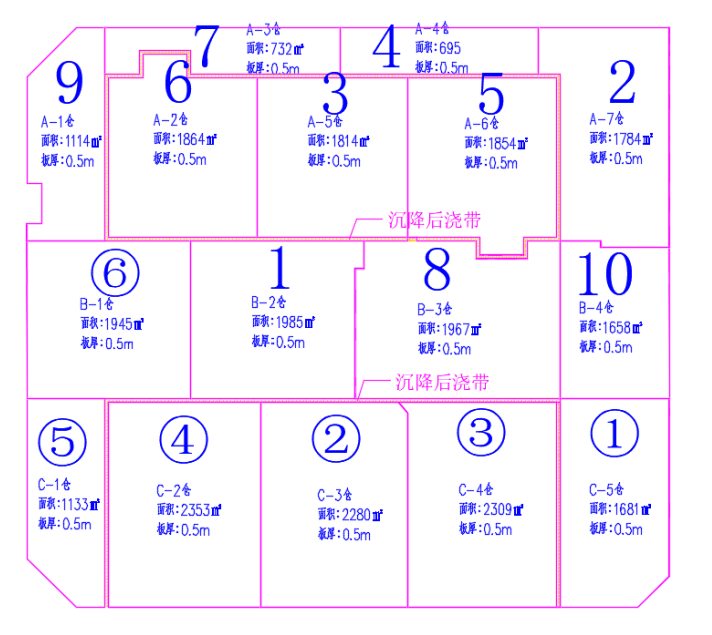 7
A-3仓
面积:732㎡
板厚:0.5m
4
A-4仓
面积:695
板厚:0.5m
9
A-1仓
面积:1114㎡
板厚:0.5m
6
A-2仓
面积:1864㎡
板厚:0.5m
3
A-5仓
面积:1814㎡
板厚:0.5m
5
A-6仓
面积:1854㎡
板厚:0.5m
2
A-7仓
面积:1784㎡
板厚:0.5m
沉降后浇带
⑥
B-1仓
面积:1945㎡
板厚:0.5m
1
B-2仓
面积:1985㎡
板厚:0.5m
8
B-3仓
面积:1967㎡
板厚:0.5m
10
B-4仓
面积:1658㎡
板厚:0.5m
沉降后浇带
⑤
C-1仓
面积:1133㎡
板厚:0.5m
④
C-2仓
面积:2353㎡
板厚:0.5m
②
C-3仓
面积:2280㎡
板厚:0.5m
③
C-4仓
面积:2309㎡
板厚:0.5m
①
C-5仓
面积:1681㎡
板厚:0.5m